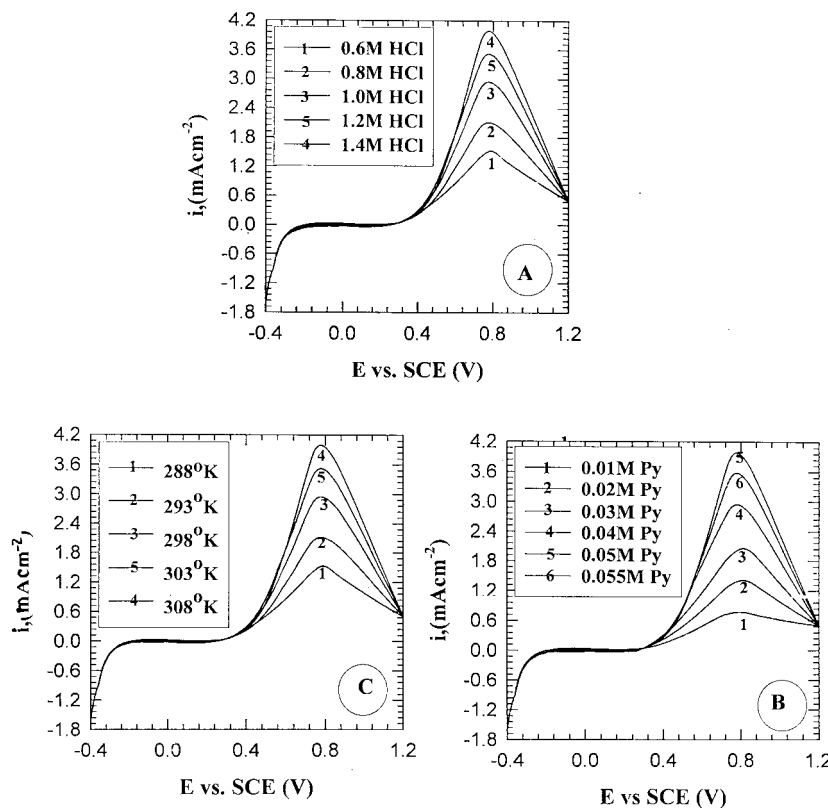 4.2
3.6
3.0
2.4
1.8
1.2
0.6
0.0
-0.6
-1.2
-1.8
i,(mAcm-2)
1 0.6M HCl
2 0.8M HCl
3 1.0M HCl
5 1.2M HCl
4 1.4M HCl
4
5
3
2
1
A
-0.4 0.0 0.4 0.8 1.2
E vs. SCE (V)
4.2
3.6
3.0
2.4
1.8
1.2
0.6
0.0
-0.6
-1.2
-1.8
i,(mAcm-2)
1 288oK
2 293oK
3 298oK
5 303oK
4 308oK
4
5
3
2
1
C
-0.4 0.0 0.4 0.8 1.2
E vs. SCE (V)
4.2
3.6
3.0
2.4
1.8
1.2
0.6
0.0
-0.6
-1.2
-1.8
i,(mAcm-2)
1 0.01M Py
2 0.02M Py
3 0.03M Py
4 0.04M Py
5 0.05M Py
6 0.055M Py
5
6
4
3
2
1
B
-0.4 0.0 0.4 0.8 1.2
E vs SCE (V)